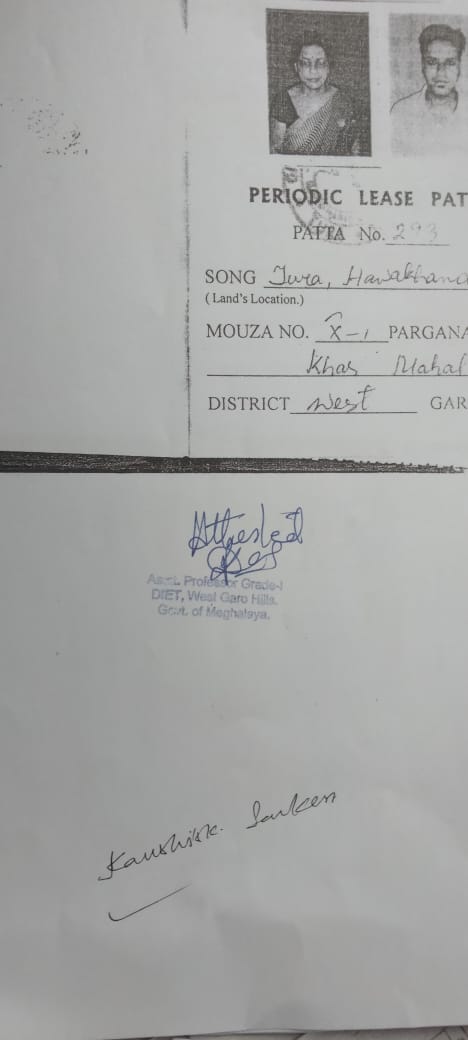 PERIODIC LEASE PAT
PATTA No. 293
SONG Tura, Hawakhana
( Land's Location.)
MOUZA NO. X-1 PARGANA
Khas Mahal
DISTRICT West GAR
Attested
Asst. Professor Grade-I
DIET, West Garo Hills.
Govt. of Meghalaya.
Kaushik Sarkar